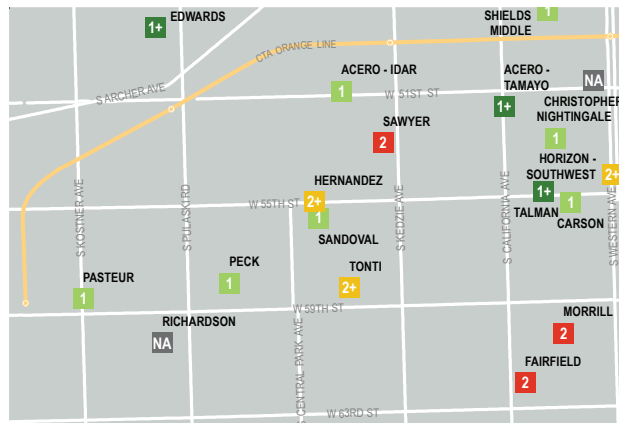 EDWARDS
1+
SHIELDS
MIDDLE
1
CTA ORANGE LINE
S ARCHER AVE
ACERO - IDAR
1
W 51ST ST
ACERO -
TAMAYO
1+
NA
CHRISTOPHER
NIGHTINGALE
1
SAWYER
2
HORIZON -
SOUTHWEST
2+
1+
TALMAN
1
CARSON
HERNANDEZ
2+
1
SANDOVAL
W 55TH ST
S KOSTNER AVE
S PULASKI RD
S KEDZIE AVE
S CALIFORNIA AVE
S WESTERN AVE
PASTEUR
1
PECK
1
TONTI
2+
W 59TH ST
RICHARDSON
NA
S CENTRAL PARK AVE
MORRILL
2
FAIRFIELD
2
W 63RD ST